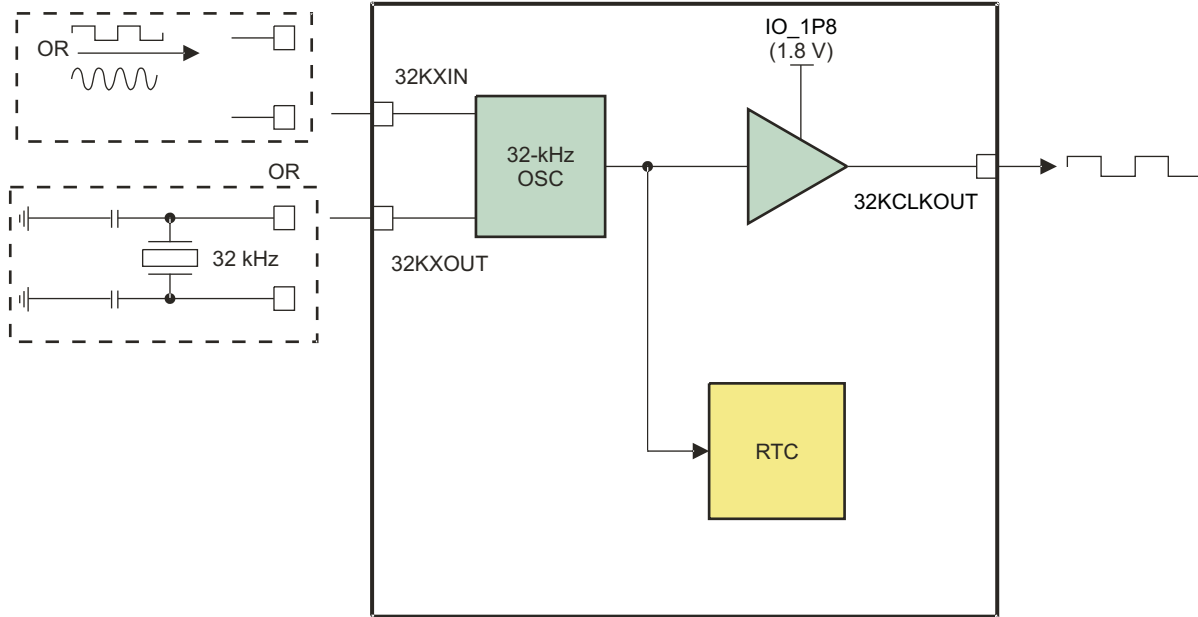 OR
OR
32 kHz
32KXIN
32KXOUT
32-kHz
OSC
IO_1P8
(1.8 V)
32KCLKOUT
RTC